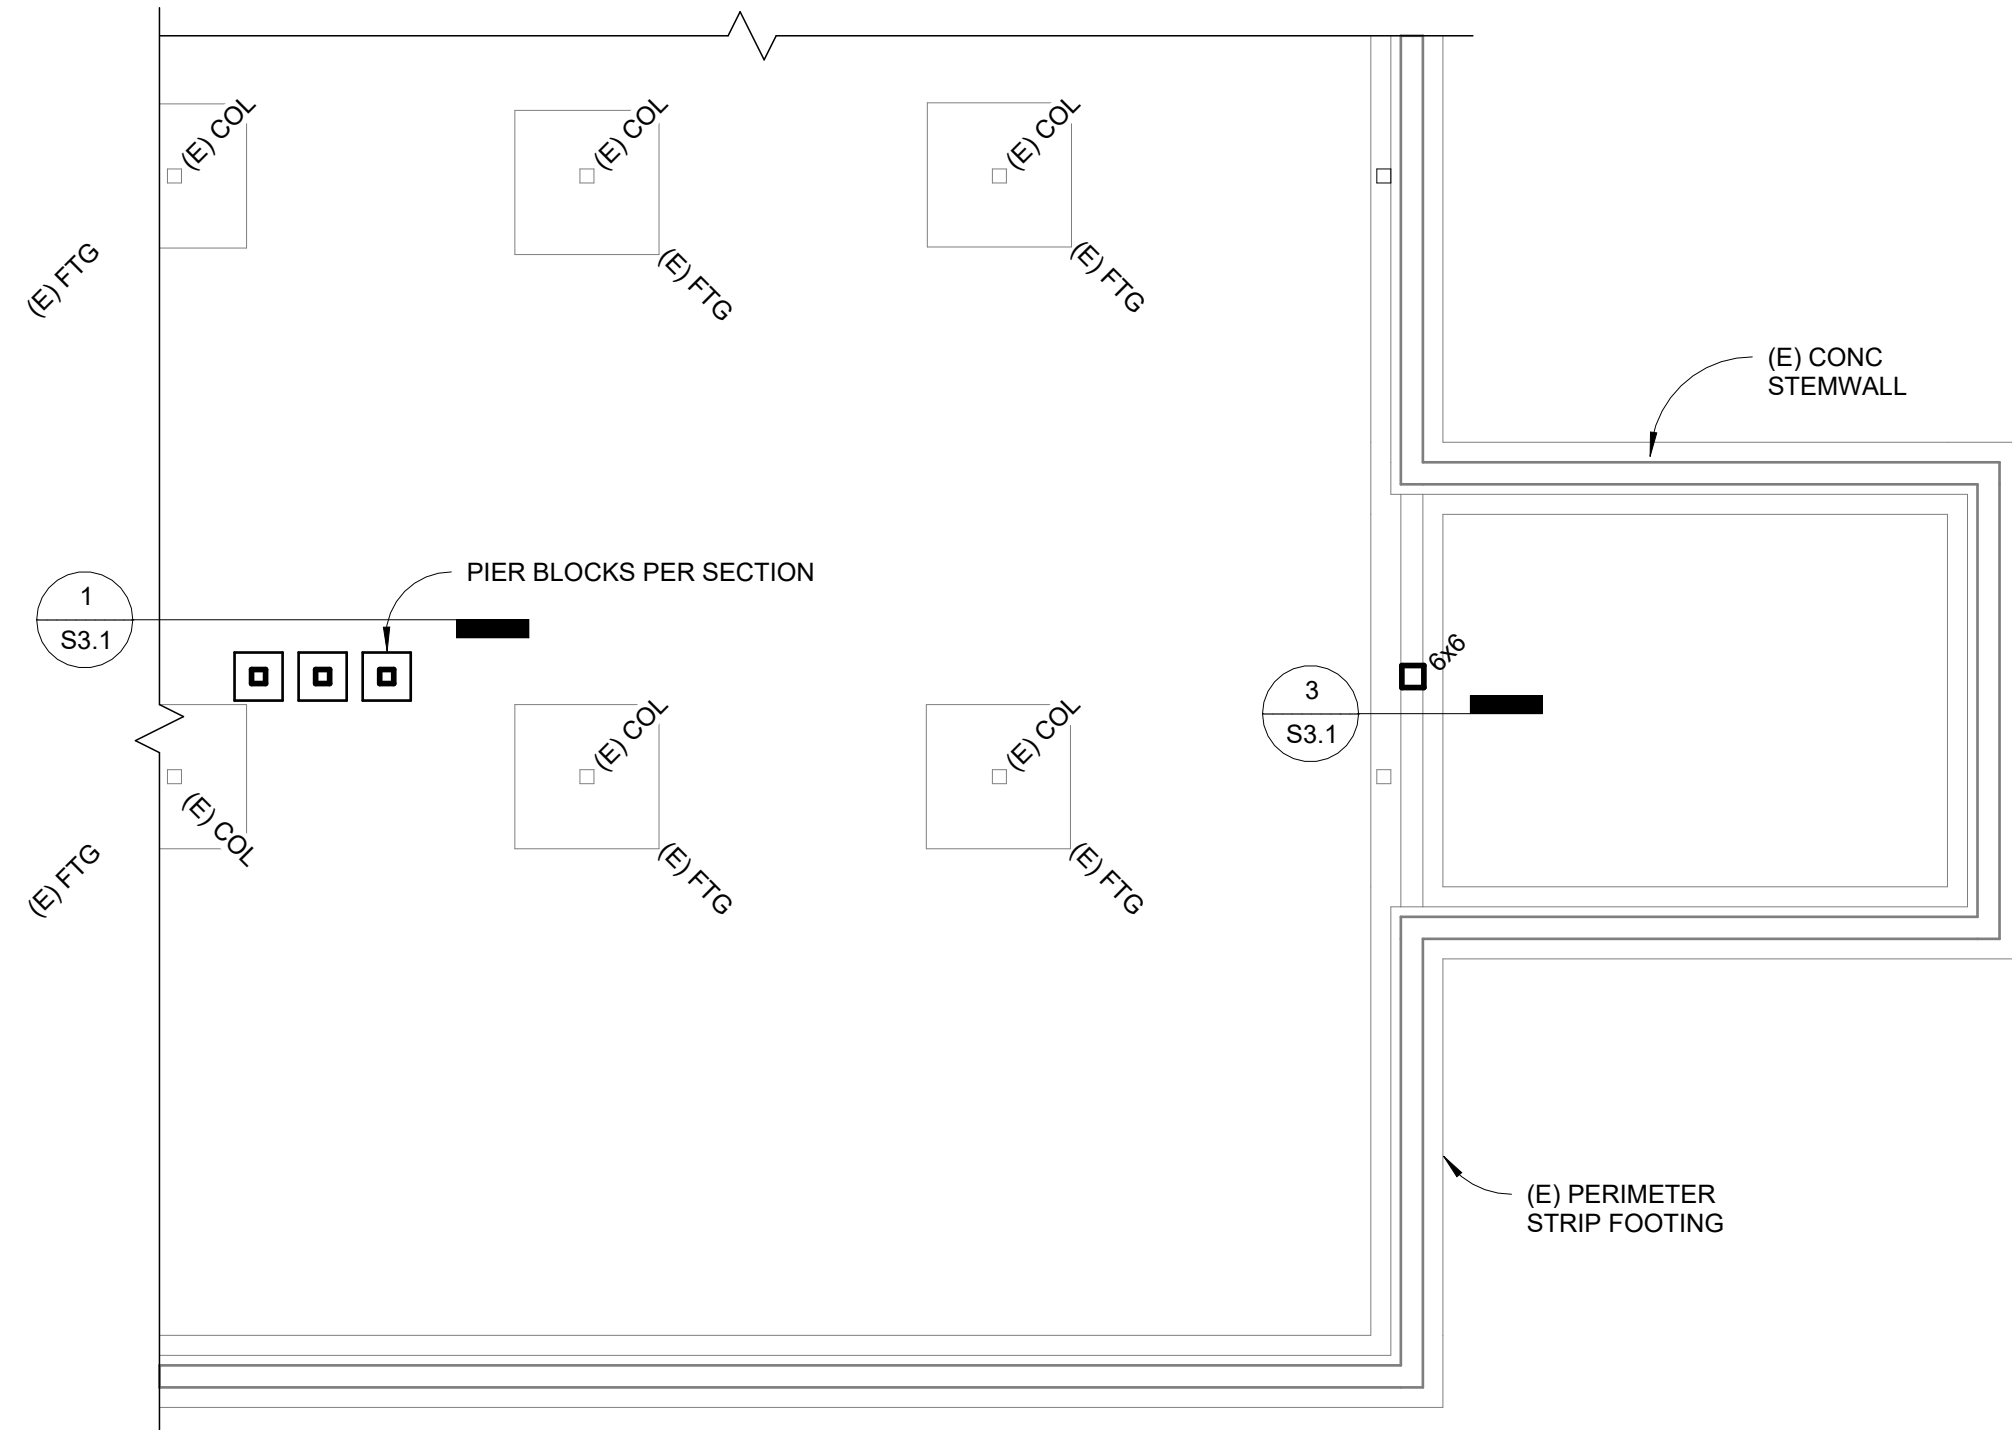 (E) COL
(E) COL
(E) COL
(E) FTG
(E) FTG
(E) FTG
(E) CONC
STEMWALL
PIER BLOCKS PER SECTION
1
S3.1
6x6
3
S3.1
(E) COL
(E) COL
(E) COL
(E) FTG
(E) FTG
(E) FTG
(E) PERIMETER
STRIP FOOTING